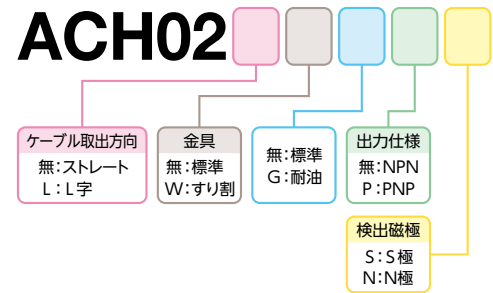 ACH02
ケーブル取出方向
無:ストレート
L:L字
金具
無:標準
W:すり割
無:標準
G:耐油
出力仕様
無:NPN
P:PNP
検出磁極
S:S極
N:N極